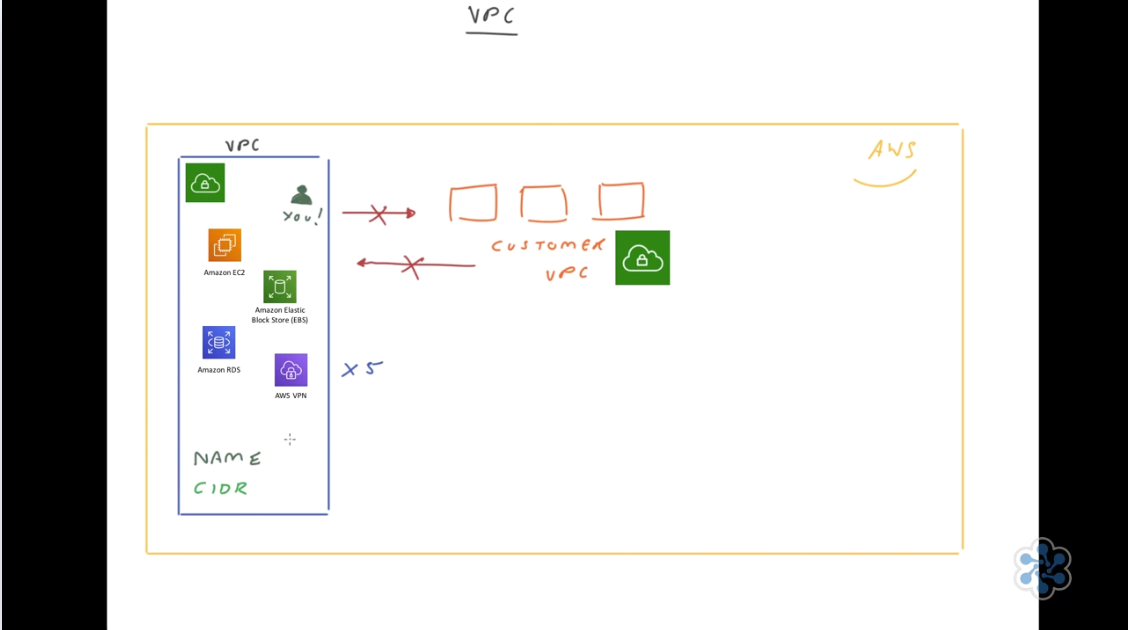 VPC
AWS
VPC
YOU!
CUSTOMER
VPC
Amazon EC2
Amazon Elastic
Block Store (EBS)
Amazon RDS
X 5
AWS VPN
NAME
CIDR